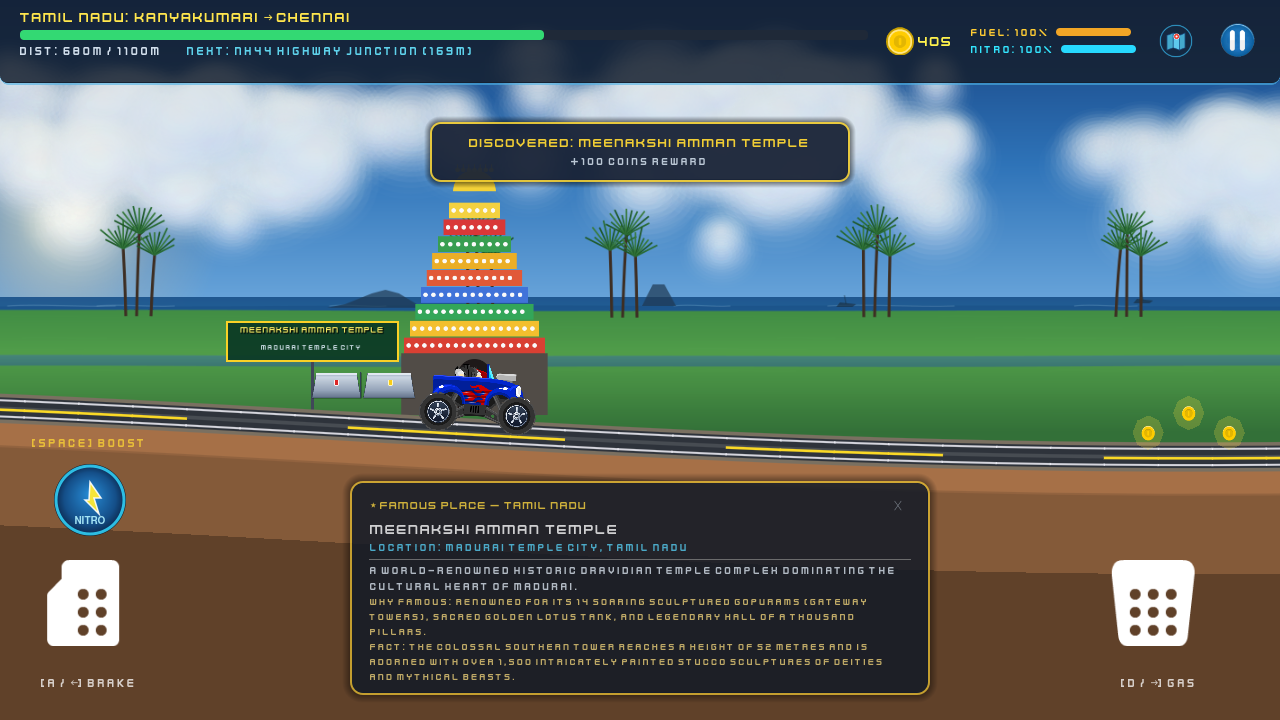 TAMIL NADU: KANYAKUMARI → CHENNAI
DIST: 680M / 1100M NEXT: NH44 HIGHWAY JUNCTION (169M)
405
FUEL: 100%
NITRO: 100%
DISCOVERED: MEENAKSHI AMMAN TEMPLE
+100 COINS REWARD
MEENAKSHI AMMAN TEMPLE
MADURAI TEMPLE CITY
[SPACE] BOOST
NITRO
[A / ←] BRAKE
★ FAMOUS PLACE — TAMIL NADU
X
MEENAKSHI AMMAN TEMPLE
LOCATION: MADURAI TEMPLE CITY, TAMIL NADU
A WORLD-RENOWNED HISTORIC DRAVIDIAN TEMPLE COMPLEX DOMINATING THE
CULTURAL HEART OF MADURAI.
WHY FAMOUS: RENOWNED FOR ITS 14 SOARING SCULPTURED GOPURAMS (GATEWAY
TOWERS), SACRED GOLDEN LOTUS TANK, AND LEGENDARY HALL OF A THOUSAND
PILLARS.
FACT: THE COLOSSAL SOUTHERN TOWER REACHES A HEIGHT OF 52 METRES AND IS
ADORNED WITH OVER 1,500 INTRICATELY PAINTED STUCCO SCULPTURES OF DEITIES
AND MYTHICAL BEASTS.
[D / →] GAS